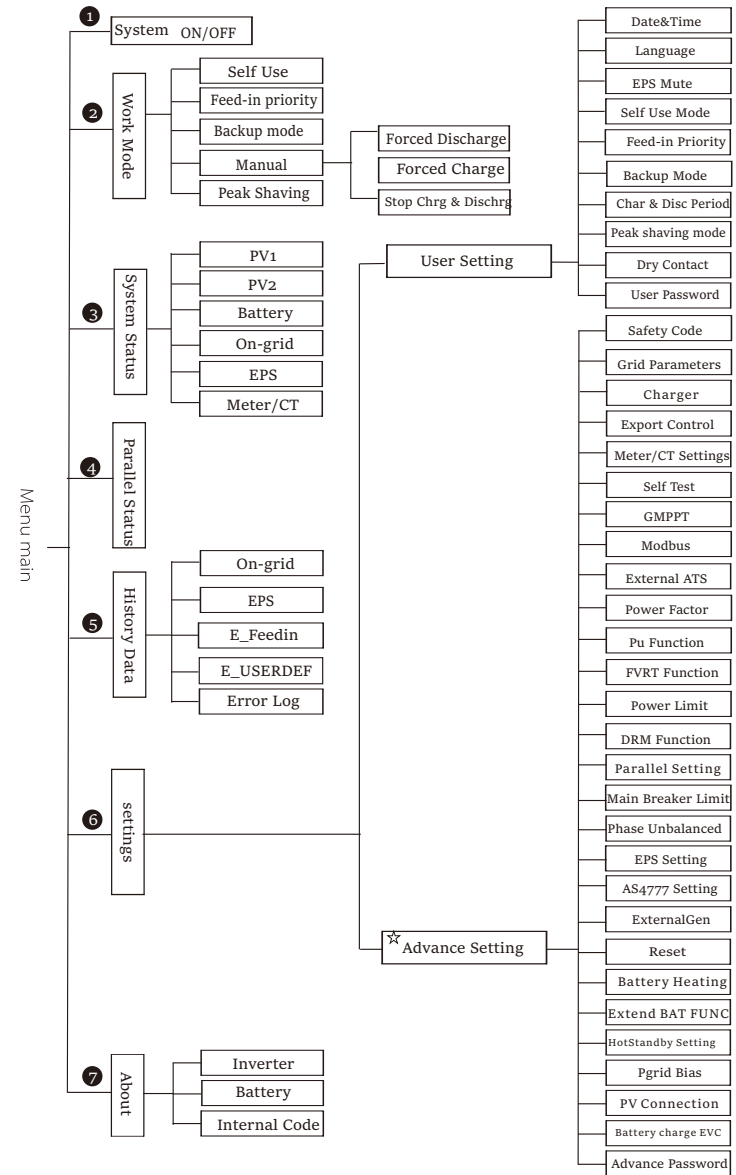 Menu main
1
System ON/OFF
2
Work Mode
Self Use
Feed-in priority
Backup mode
Manual
Peak Shaving
Forced Discharge
Forced Charge
Stop Chrg & Dischrg
3
System Status
PV1
PV2
Battery
On-grid
EPS
Meter/CT
4
Parallel Status
5
History Data
On-grid
EPS
E_Feedin
E_USERDEF
Error Log
6
settings
User Setting
Date&Time
Language
EPS Mute
Self Use Mode
Feed-in Priority
Backup Mode
Char & Disc Period
Peak shaving mode
Dry Contact
User Password
☆Advance Setting
Safety Code
Grid Parameters
Charger
Export Control
Meter/CT Settings
Self Test
GMPPT
Modbus
External ATS
Power Factor
Pu Function
FVRT Function
Power Limit
DRM Function
Parallel Setting
Main Breaker Limit
Phase Unbalanced
EPS Setting
AS4777 Setting
ExternalGen
Reset
Battery Heating
Extend BAT FUNC
HotStandby Setting
Pgrid Bias
PV Connection
Battery charge EVC
Advance Password
7
About
Inverter
Battery
Internal Code